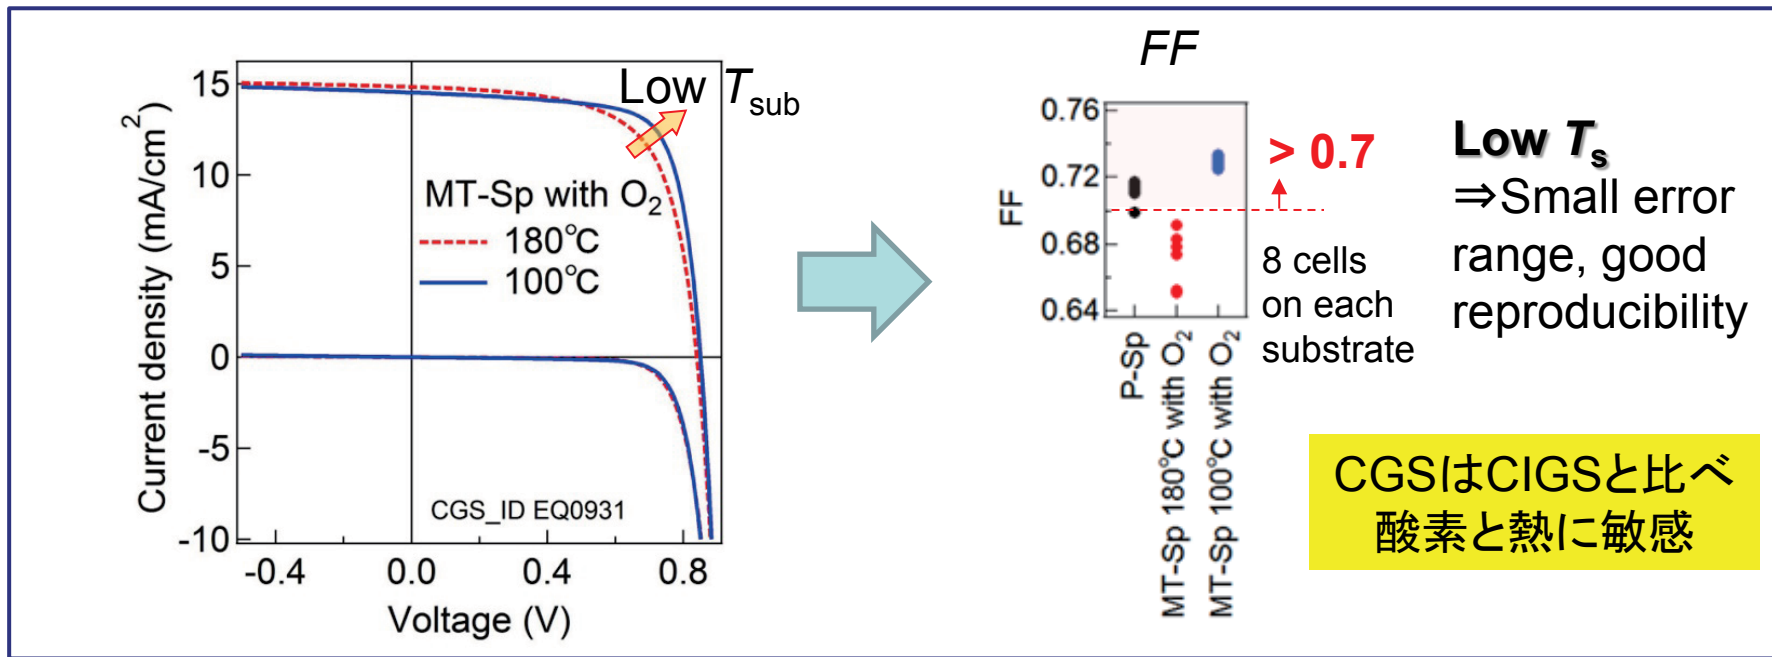 Current density (mA/cm²)
15
10
5
0
-5
-10
Low Tsub
MT-Sp with O₂
180℃
100℃
CGS_ID EQ0931
-0.4
0.0
0.4
0.8
Voltage (V)
FF
FF
0.76
0.72
0.68
0.64
> 0.7
8 cells
on each
substrate
P-Sp
MT-Sp 180℃ with O₂
MT-Sp 100℃ with O₂
Low Ts
⇒Small error
range, good
reproducibility
CGSはCIGSと比べ
酸素と熱に敏感